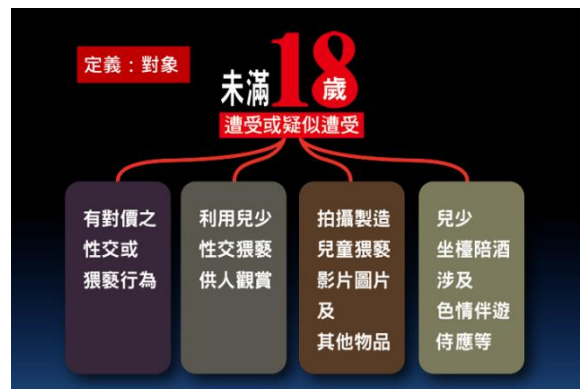 定義：對象
未滿18歲
遭受或疑似遭受
有對價之
性交或
猥褻行為
利用兒少
性交猥褻
供人觀賞
拍攝製造
兒童猥褻
影片圖片
及
其他物品
兒少
坐檯陪酒
涉及
色情伴遊
侍應等